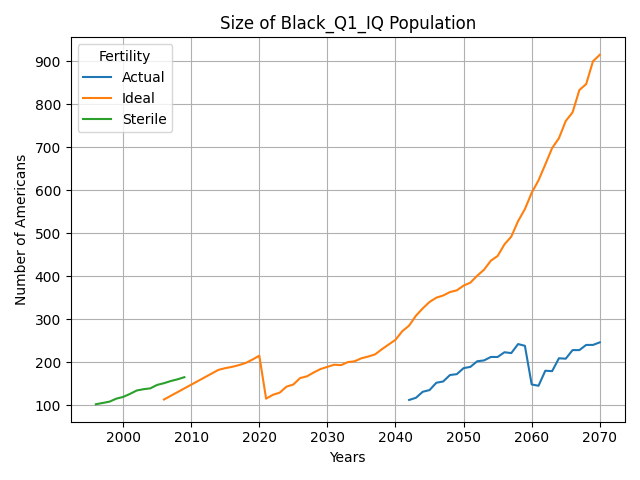 Size of Black_Q1_IQ Population
Fertility
Actual
Ideal
Sterile
Number of Americans
900
800
700
600
500
400
300
200
100
2000 2010 2020 2030 2040 2050 2060 2070
Years